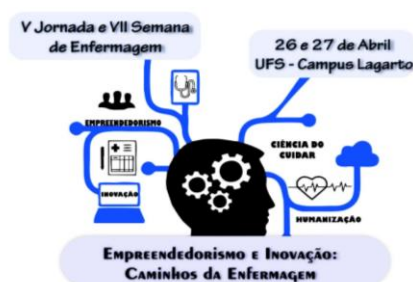 V Jornada e VII Semana
de Enfermagem
26 e 27 de Abril
UFS - Campus Lagarto
EMPREENDEDORISMO
CIÊNCIA DO
CUIDAR
INOVAÇÃO
HUMANIZAÇÃO
Empreendedorismo e Inovação:
Caminhos da Enfermagem